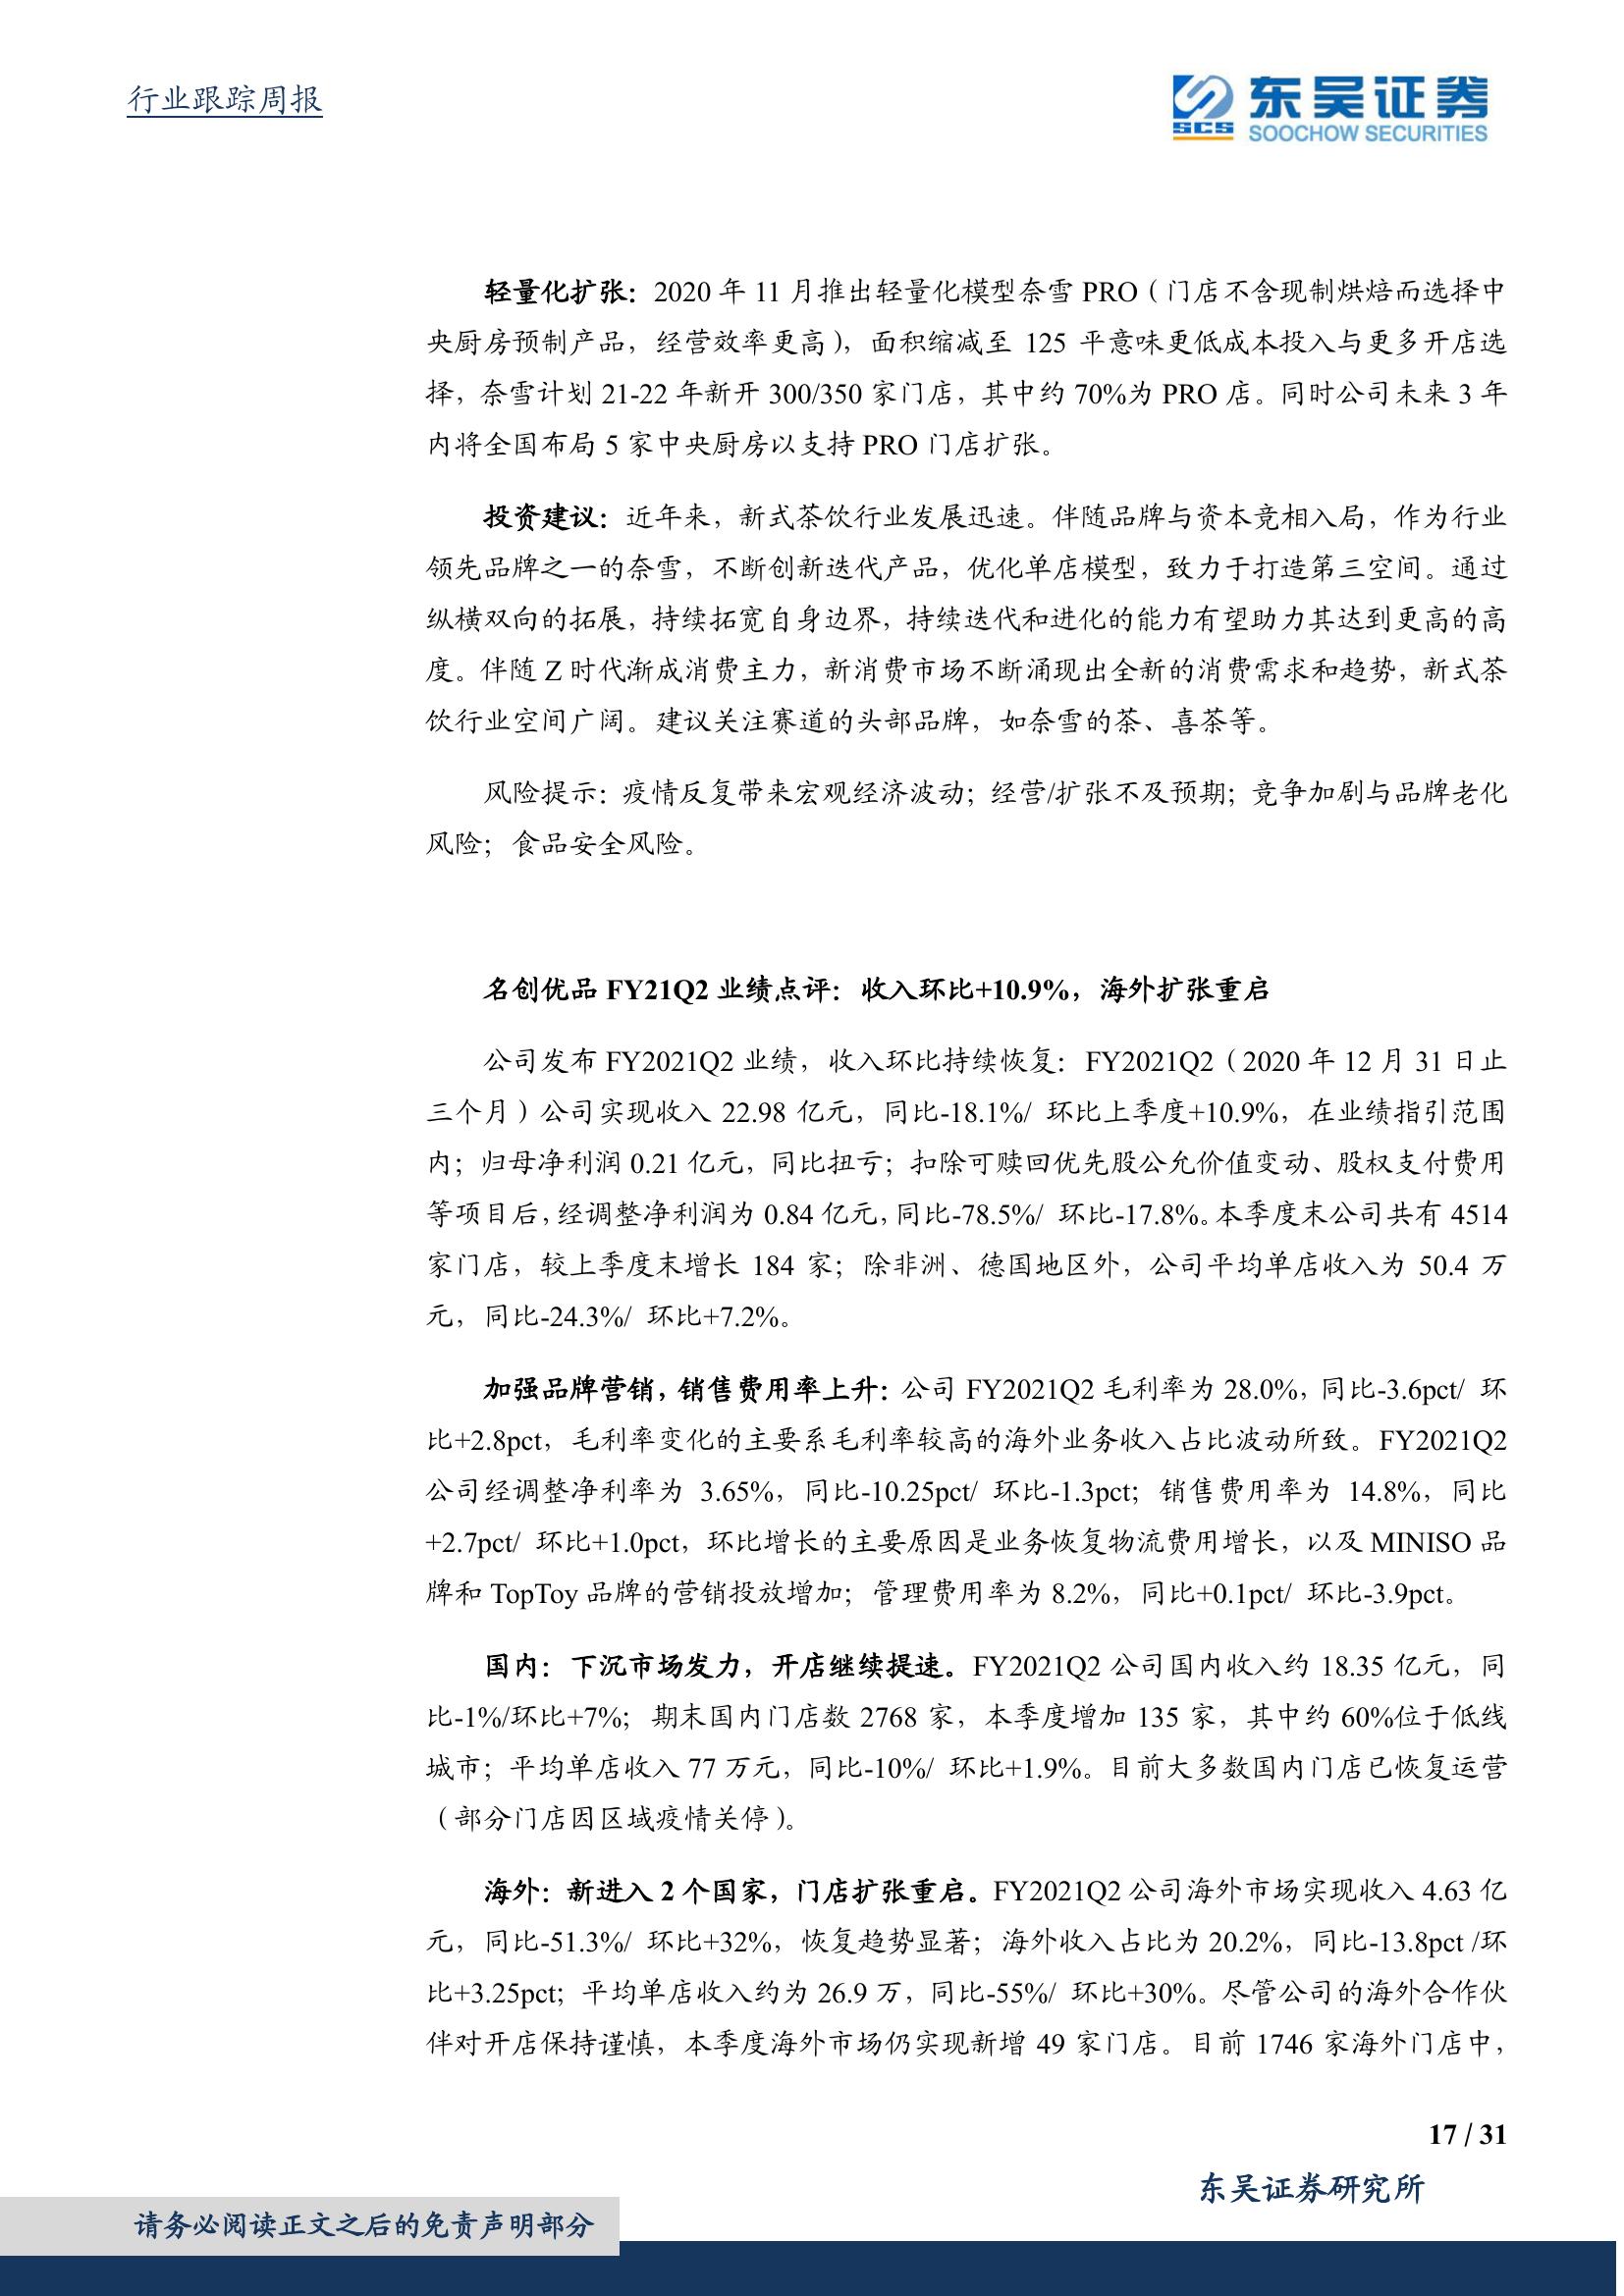 行业跟踪周报
SCS 东吴证券
SOOCHOW SECURITIES
轻量化扩张：2020 年 11 月推出轻量化模型奈雪 PRO（门店不含现制烘焙而选择中
央厨房预制产品，经营效率更高），面积缩减至 125 平意味更低成本投入与更多开店选
择，奈雪计划 21-22 年新开 300/350 家门店，其中约 70%为 PRO 店。同时公司未来 3 年
内将全国布局 5 家中央厨房以支持 PRO 门店扩张。
投资建议：近年来，新式茶饮行业发展迅速。伴随品牌与资本竞相入局，作为行业
领先品牌之一的奈雪，不断创新迭代产品，优化单店模型，致力于打造第三空间。通过
纵横双向的拓展，持续拓宽自身边界，持续迭代和进化的能力有望助力其达到更高的高
度。伴随 Z 时代渐成消费主力，新消费市场不断涌现出全新的消费需求和趋势，新式茶
饮行业空间广阔。建议关注赛道的头部品牌，如奈雪的茶、喜茶等。
风险提示：疫情反复带来宏观经济波动；经营/扩张不及预期；竞争加剧与品牌老化
风险；食品安全风险。
名创优品 FY21Q2 业绩点评：收入环比+10.9%，海外扩张重启
公司发布 FY2021Q2 业绩，收入环比持续恢复：FY2021Q2（2020 年 12 月 31 日止
三个月）公司实现收入 22.98 亿元，同比-18.1%/ 环比上季度+10.9%，在业绩指引范围
内；归母净利润 0.21 亿元，同比扭亏；扣除可赎回优先股公允价值变动、股权支付费用
等项目后，经调整净利润为 0.84 亿元，同比-78.5%/ 环比-17.8%。本季度末公司共有 4514
家门店，较上季度末增长 184 家；除非洲、德国地区外，公司平均单店收入为 50.4 万
元，同比-24.3%/ 环比+7.2%。
加强品牌营销，销售费用率上升：公司 FY2021Q2 毛利率为 28.0%，同比-3.6pct/ 环
比+2.8pct，毛利率变化的主要系毛利率较高的海外业务收入占比波动所致。FY2021Q2
公司经调整净利率为 3.65%，同比-10.25pct/ 环比-1.3pct；销售费用率为 14.8%，同比
+2.7pct/ 环比+1.0pct，环比增长的主要原因是业务恢复物流费用增长，以及 MINISO 品
牌和 TopToy 品牌的营销投放增加；管理费用率为 8.2%，同比+0.1pct/ 环比-3.9pct。
国内：下沉市场发力，开店继续提速。FY2021Q2 公司国内收入约 18.35 亿元，同
比-1%/环比+7%；期末国内门店数 2768 家，本季度增加 135 家，其中约 60%位于低线
城市；平均单店收入 77 万元，同比-10%/ 环比+1.9%。目前大多数国内门店已恢复运营
（部分门店因区域疫情关停）。
海外：新进入 2 个国家，门店扩张重启。FY2021Q2 公司海外市场实现收入 4.63 亿
元，同比-51.3%/ 环比+32%，恢复趋势显著；海外收入占比为 20.2%，同比-13.8pct /环
比+3.25pct；平均单店收入约为 26.9 万，同比-55%/ 环比+30%。尽管公司的海外合作伙
伴对开店保持谨慎，本季度海外市场仍实现新增 49 家门店。目前 1746 家海外门店中，
17 / 31
东吴证券研究所
请务必阅读正文之后的免责声明部分